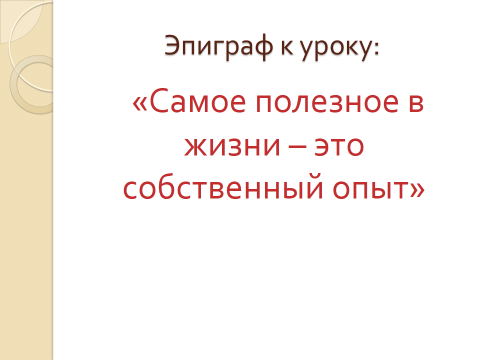 Эпиграф к уроку:
«Самое полезное в
жизни – это
собственный опыт»